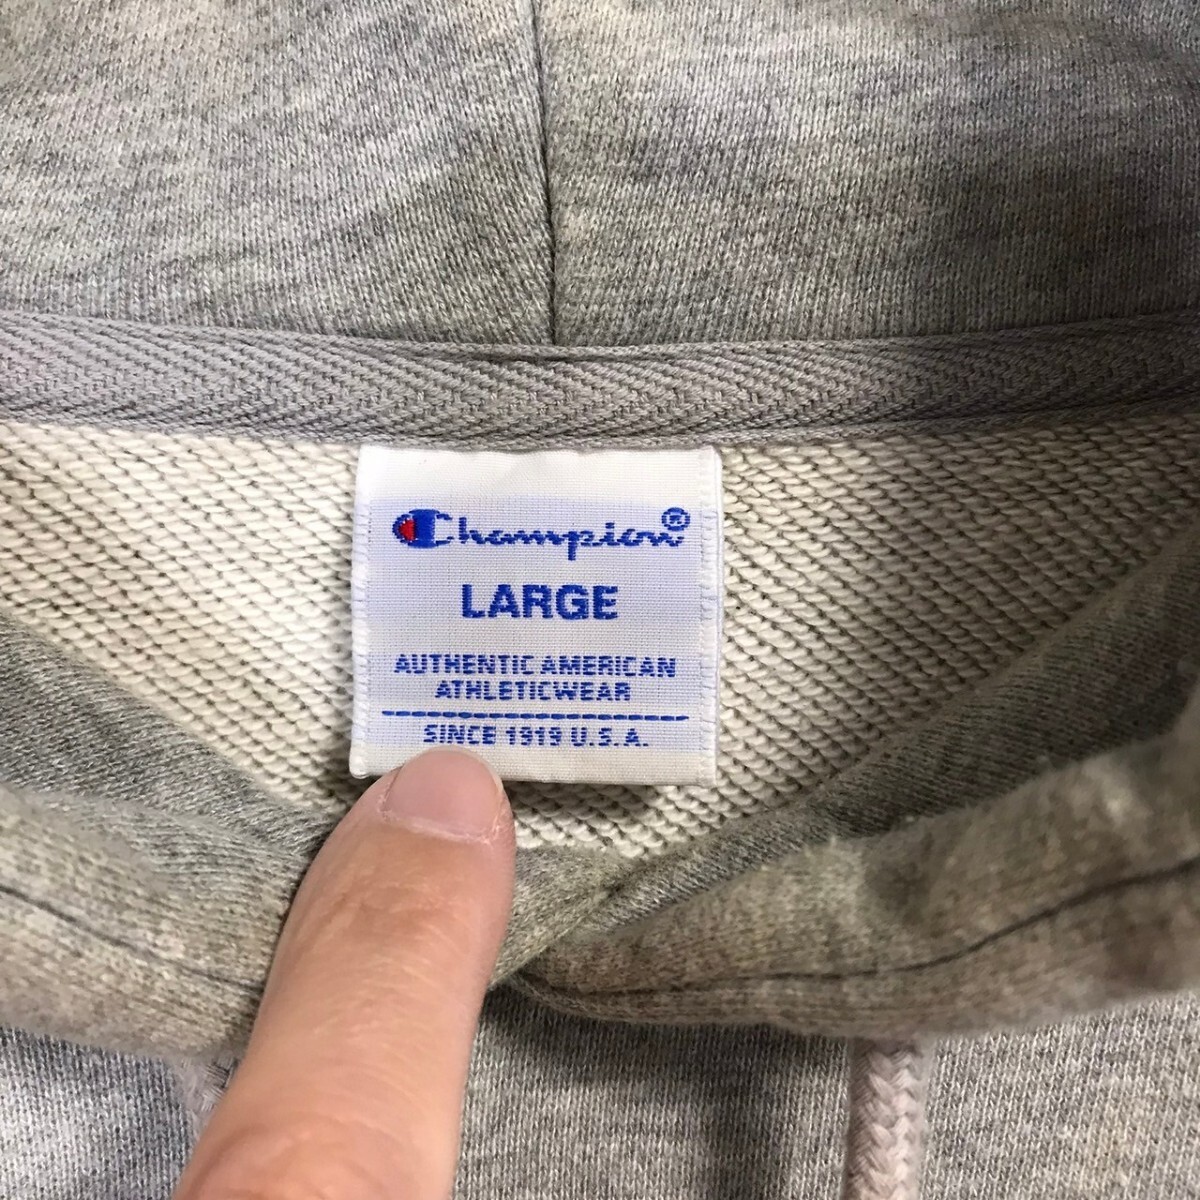 Champion®
LARGE
AUTHENTIC AMERICAN
ATHLETICWEAR
SINCE 1919 U.S.A.